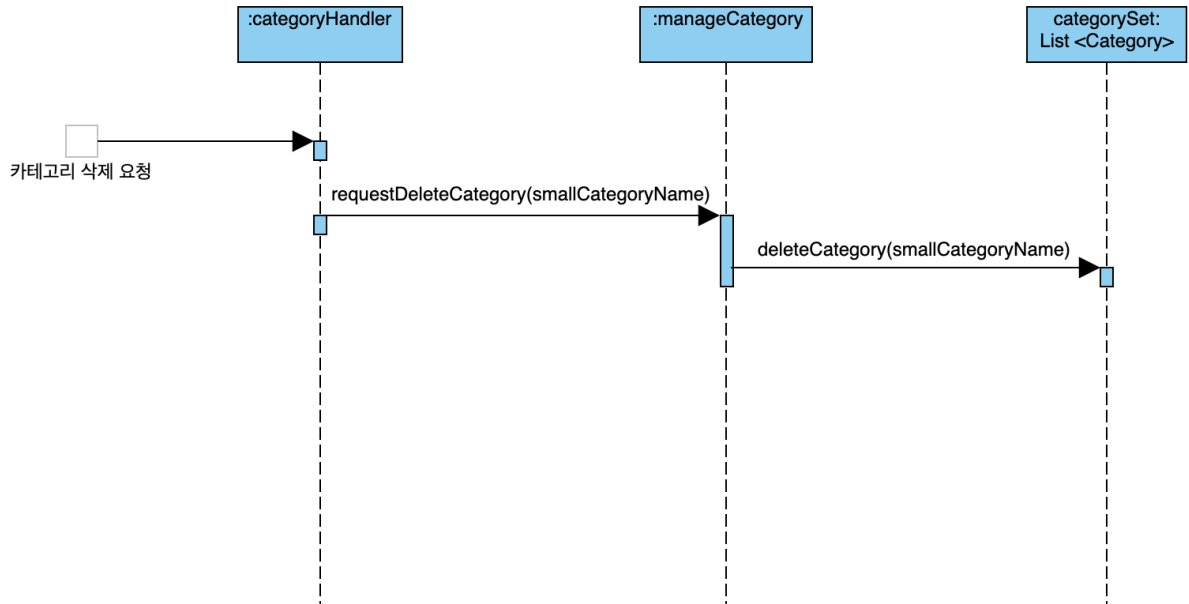 :categoryHandler
:manageCategory
categorySet:
List <Category>
카테고리 삭제 요청
requestDeleteCategory(smallCategoryName)
deleteCategory(smallCategoryName)